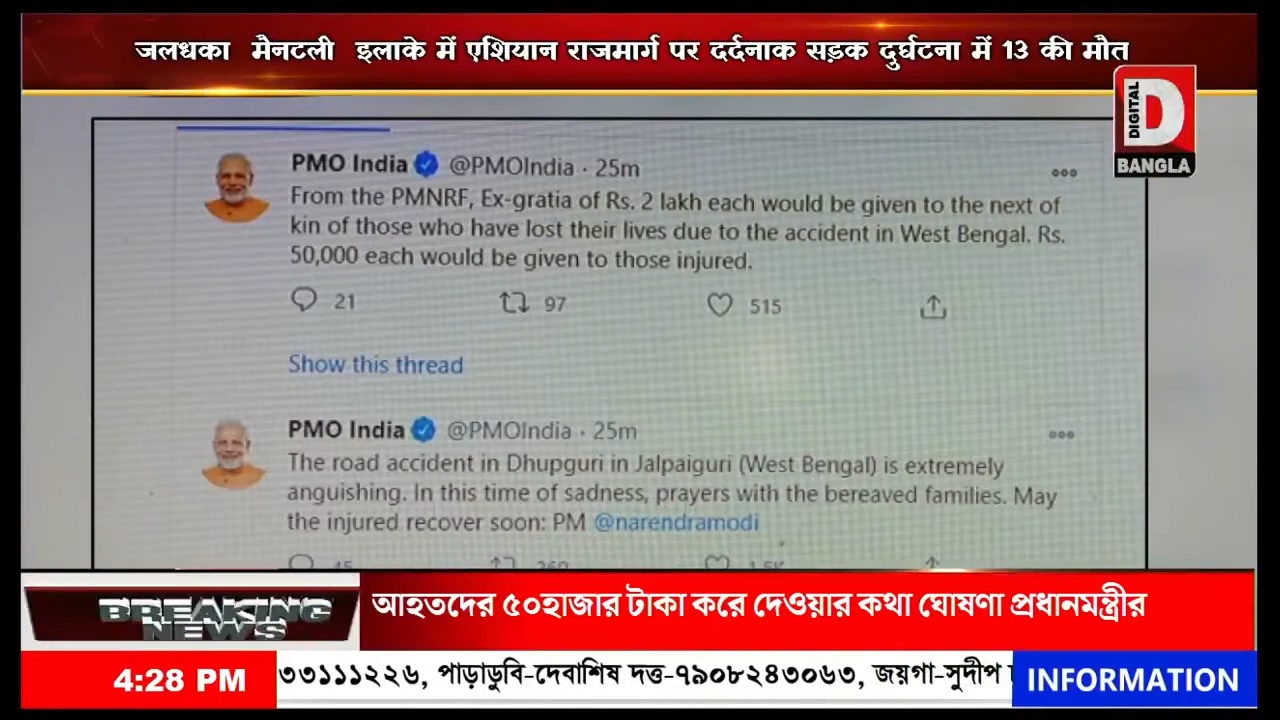 जलधका मैनटली इलाके में एशियान राजमार्ग पर दर्दनाक सड़क दुर्घटना में 13 की मौत
DIGITAL
D
BANGLA
PMO India @PMOIndia · 25m
From the PMNRF, Ex-gratia of Rs. 2 lakh each would be given to the next of
kin of those who have lost their lives due to the accident in West Bengal. Rs.
50,000 each would be given to those injured.
21 97 515
Show this thread
PMO India @PMOIndia · 25m
The road accident in Dhupguri in Jalpaiguri (West Bengal) is extremely
anguishing. In this time of sadness, prayers with the bereaved families. May
the injured recover soon: PM @narendramodi
45 260 1.5K
BREAKING
NEWS
আহতদের ৫০হাজার টাকা করে দেওয়ার কথা ঘোষণা প্রধানমন্ত্রীর
4:28 PM
৩৩১১১২২৬, পাড়াডুবি-দেবাশিষ দত্ত-৭৯০৮২৪৩০৬৩, জয়গা-সুদীপ
INFORMATION